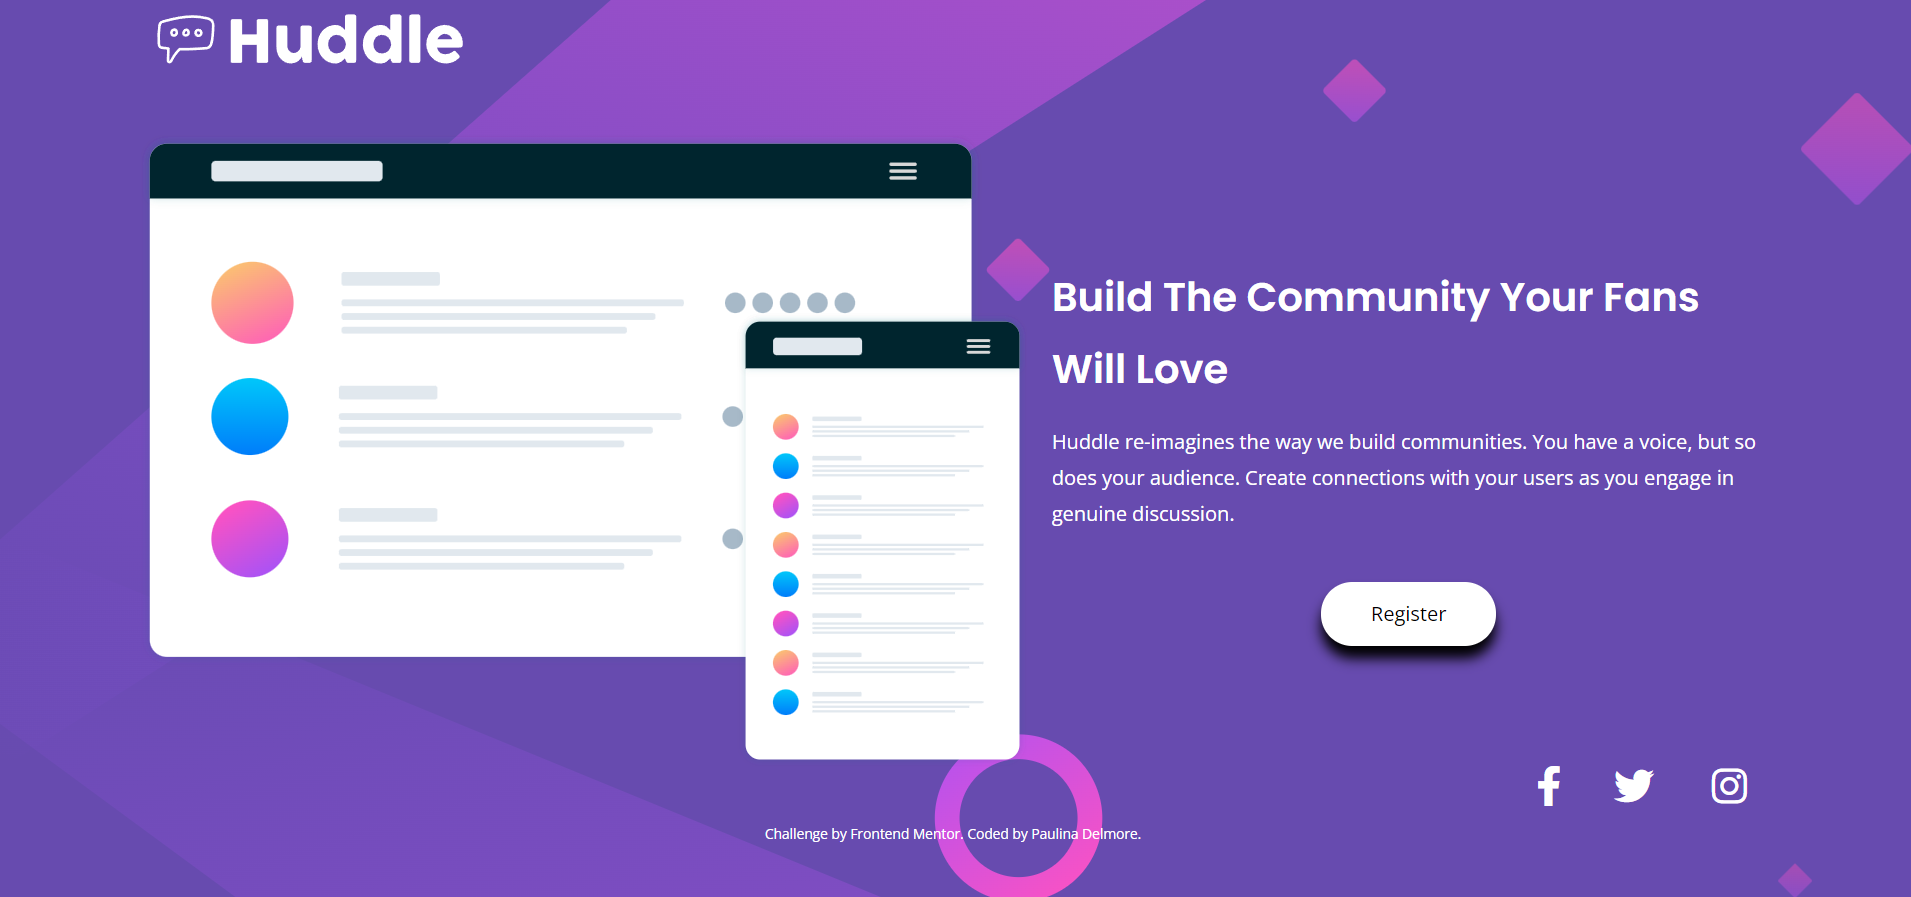 Huddle
Build The Community Your Fans
Will Love
Huddle re-imagines the way we build communities. You have a voice, but so
does your audience. Create connections with your users as you engage in
genuine discussion.
Register
Challenge by Frontend Mentor. Coded by Paulina Delmore.